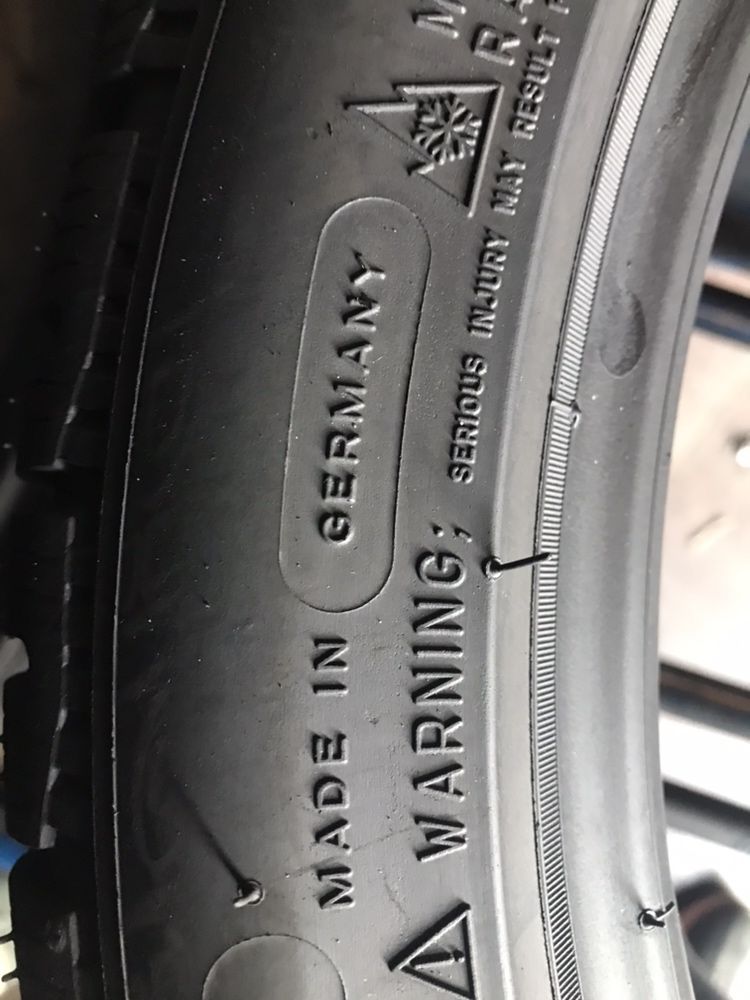 MADE IN GERMANY
WARNING:
SERIOUS INJURY MAY RESULT